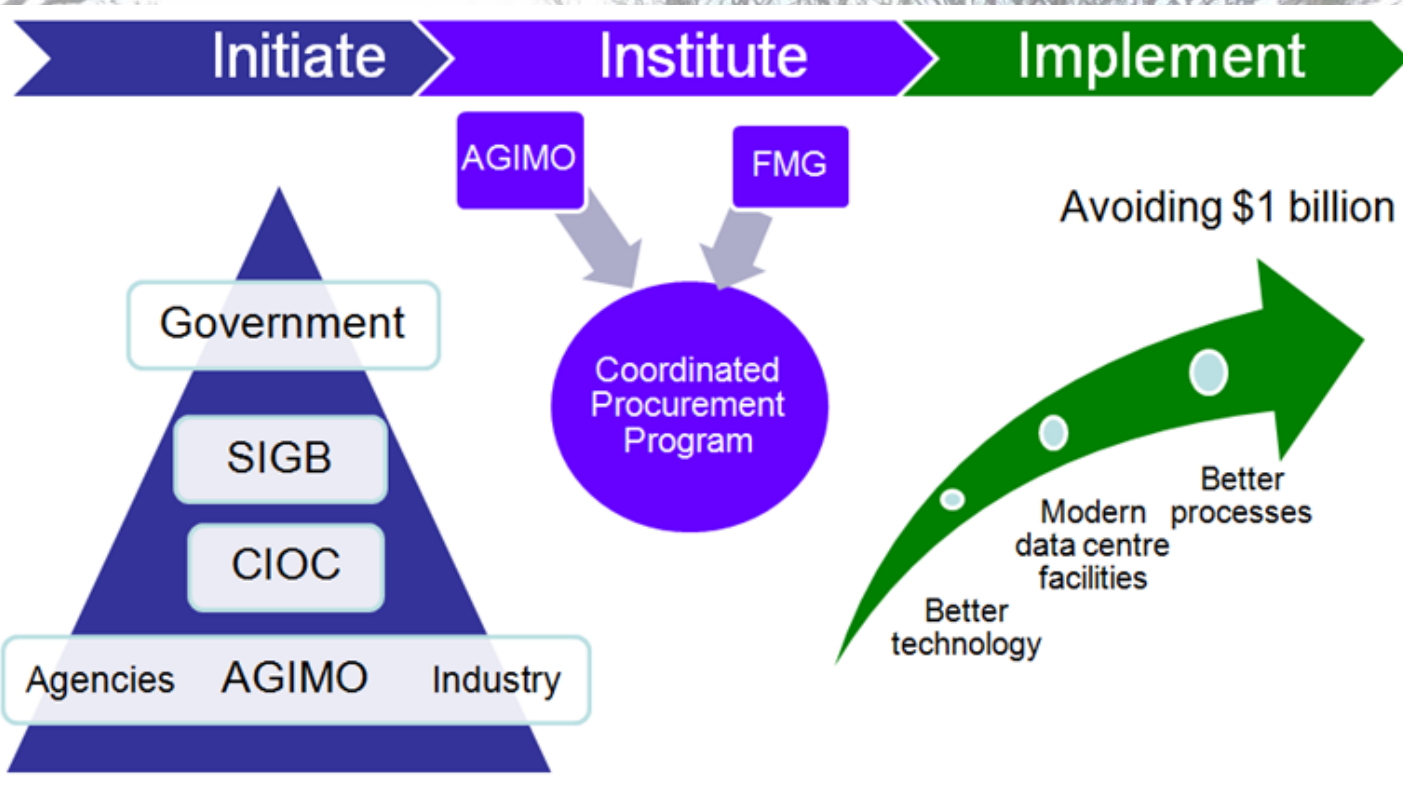 Initiate
Institute
Implement
AGIMO
FMG
Avoiding $1 billion
Government
SIGB
CIOC
Agencies AGIMO Industry
Coordinated
Procurement
Program
Better
technology
Modern
data centre
facilities
Better
processes